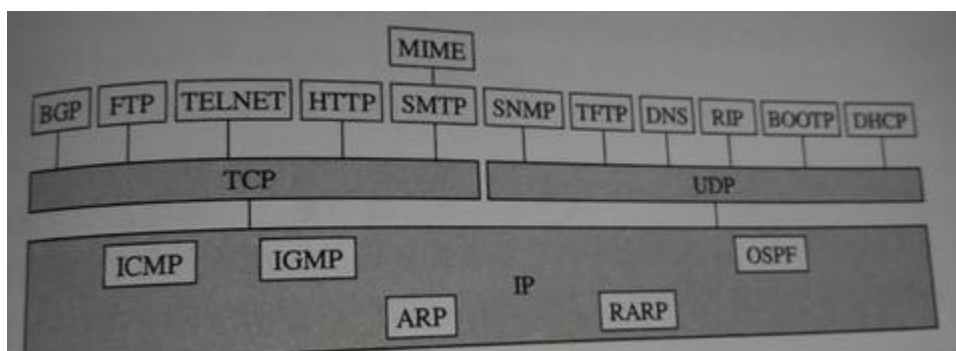 MIME
BGP FTP TELNET HTTP SMTP SNMP TFTP DNS RIP BOOTP DHCP
TCP UDP
ICMP IGMP OSPF
IP
ARP RARP